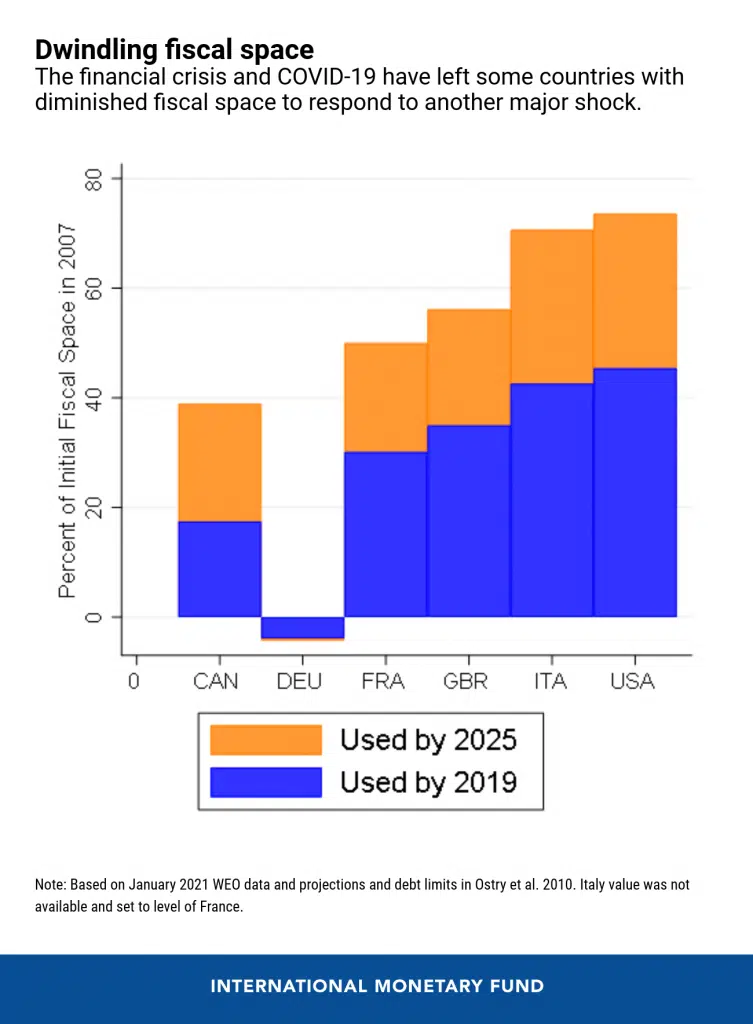 Dwindling fiscal space
The financial crisis and COVID-19 have left some countries with
diminished fiscal space to respond to another major shock.
Percent of Initial Fiscal Space in 2007
80
60
40
20
0
0 CAN DEU FRA GBR ITA USA
Used by 2025
Used by 2019
Note: Based on January 2021 WEO data and projections and debt limits in Ostry et al. 2010. Italy value was not
available and set to level of France.
INTERNATIONAL MONETARY FUND